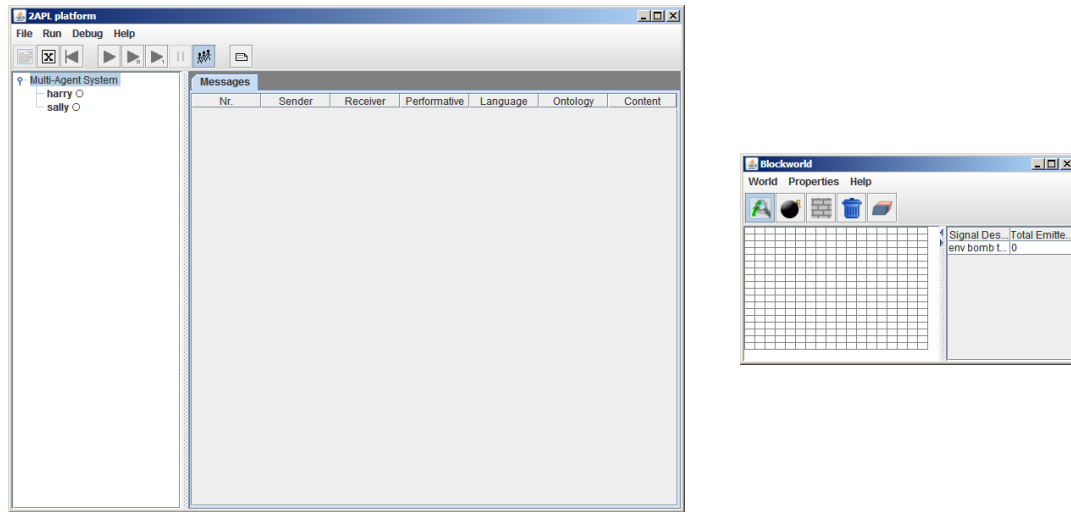 2APL platform
File Run Debug Help
Multi-Agent System
harry
sally
Messages
Nr. Sender Receiver Performative Language Ontology Content
Blockworld
World Properties Help
Signal Des... Total Emitte...
env bomb t... 0